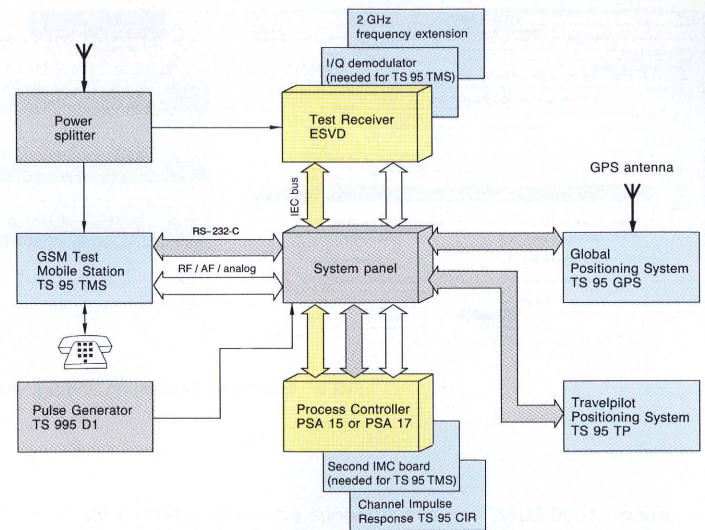 2 GHz
frequency extension
I/Q demodulator
(needed for TS 95 TMS)
Power
splitter
Test Receiver
ESVD
GPS antenna
IEC bus
RS-232-C
GSM Test
Mobile Station
TS 95 TMS
RF / AF / analog
System panel
Global
Positioning System
TS 95 GPS
Pulse Generator
TS 995 D1
Process Controller
PSA 15 or PSA 17
Travelpilot
Positioning System
TS 95 TP
Second IMC board
(needed for TS 95 TMS)
Channel Impulse
Response TS 95 CIR